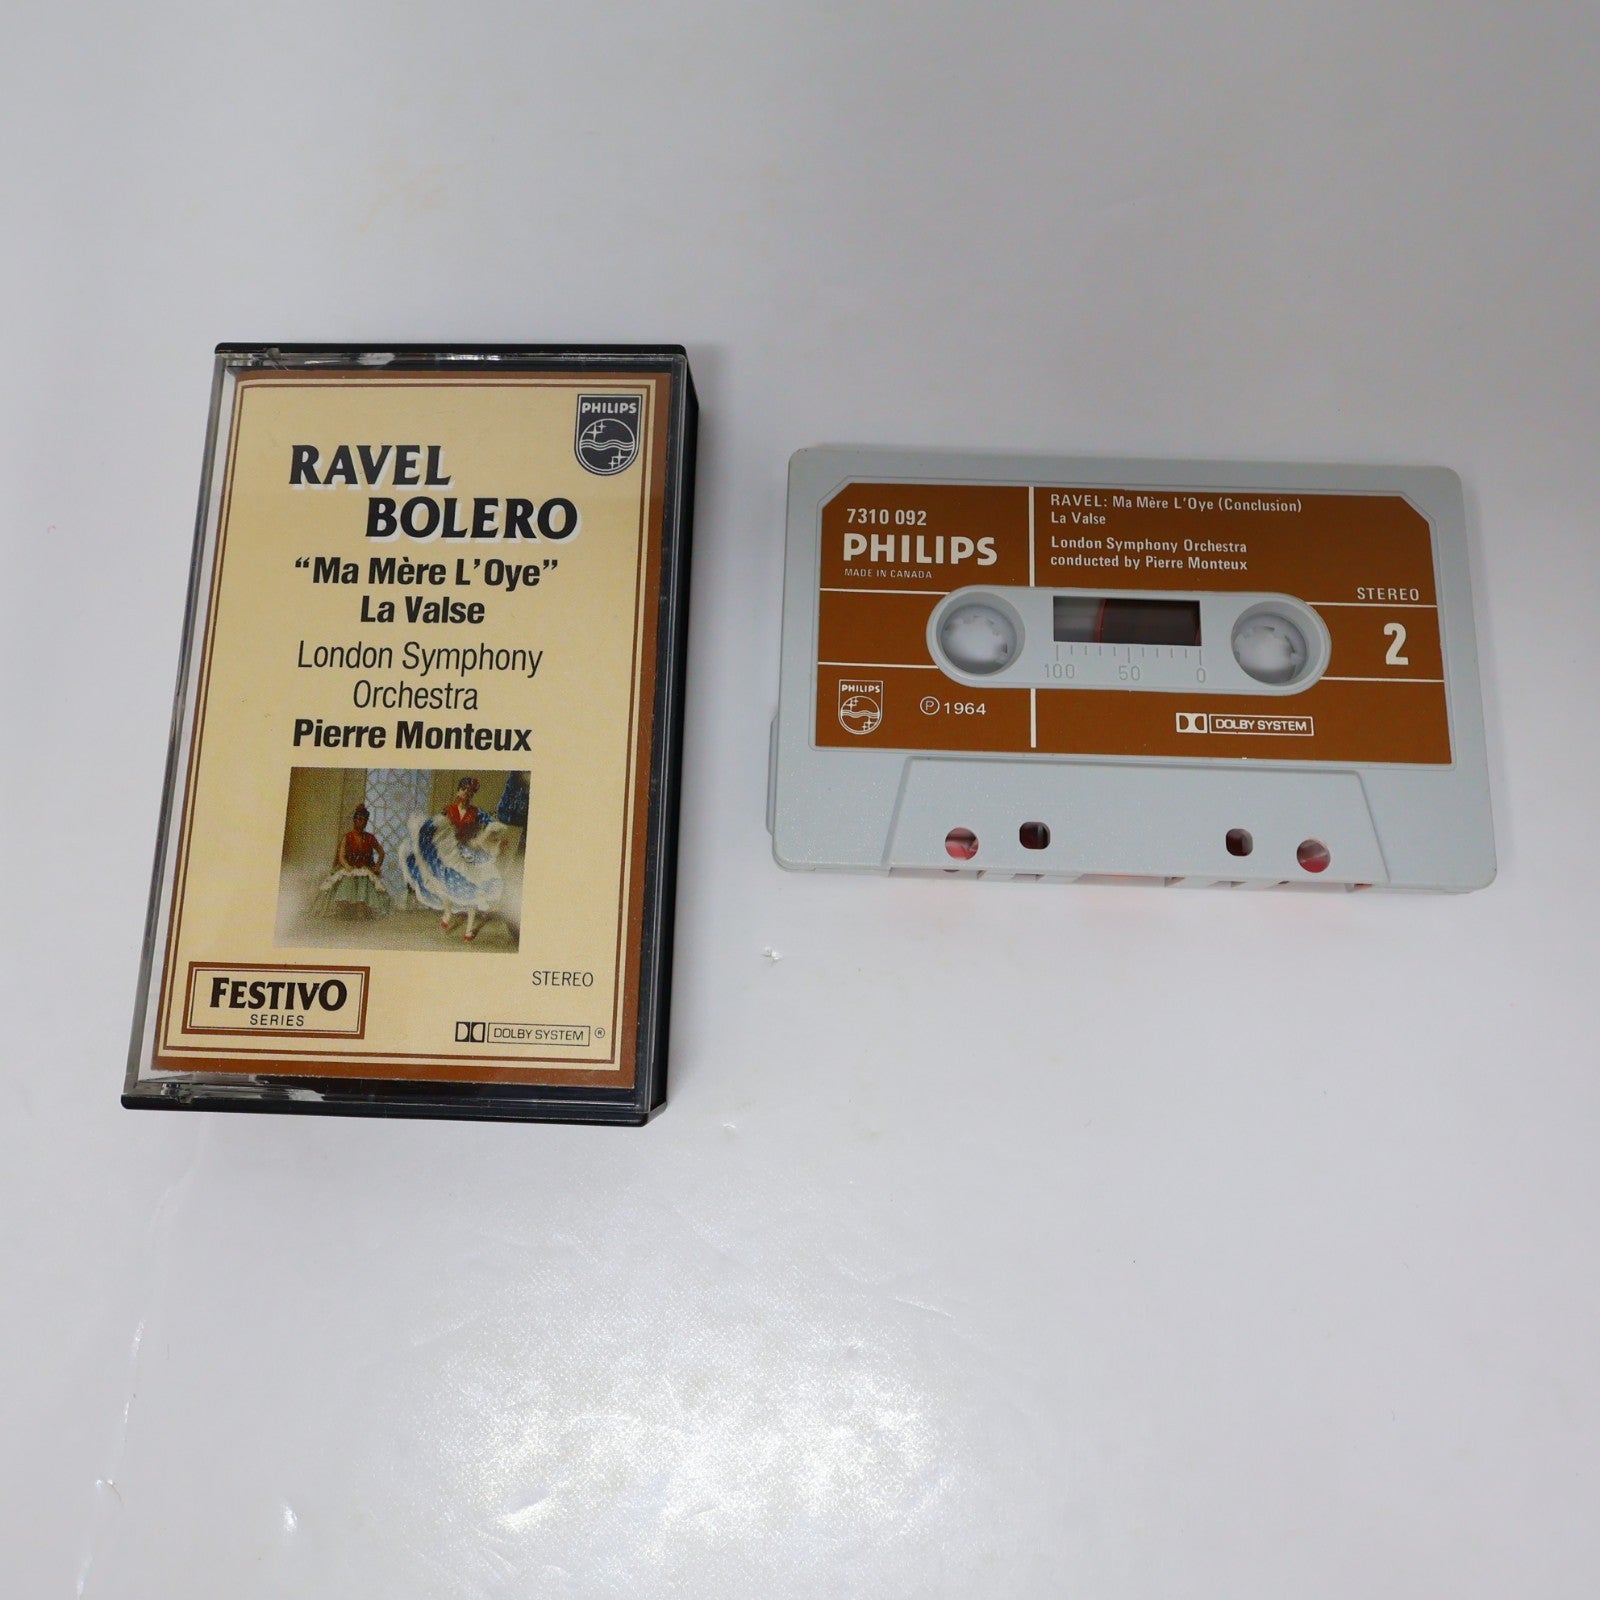 PHILIPS
RAVEL
BOLERO
“Ma Mère L’Oye”
La Valse
London Symphony
Orchestra
Pierre Monteux
STEREO
FESTIVO
SERIES
DOLBY SYSTEM ®
7310 092
PHILIPS
MADE IN CANADA
RAVEL: Ma Mère L'Oye (Conclusion)
La Valse
London Symphony Orchestra
conducted by Pierre Monteux
STEREO
2
100 50 0
PHILIPS
Ⓟ 1964
DOLBY SYSTEM